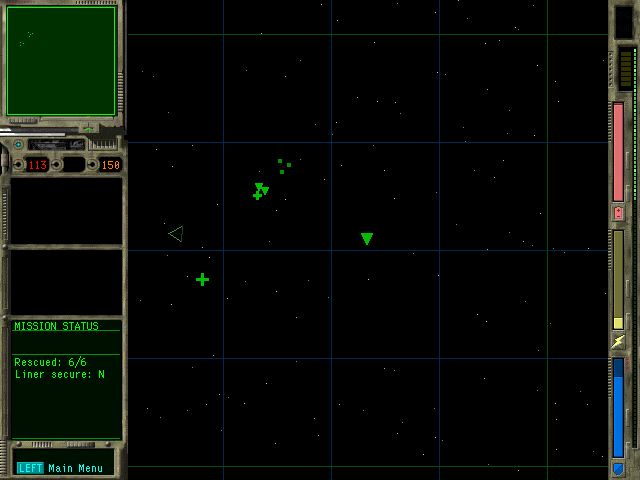 113 150
MISSION STATUS
Rescued: 6/6
Liner secure: N
LEFT Main Menu